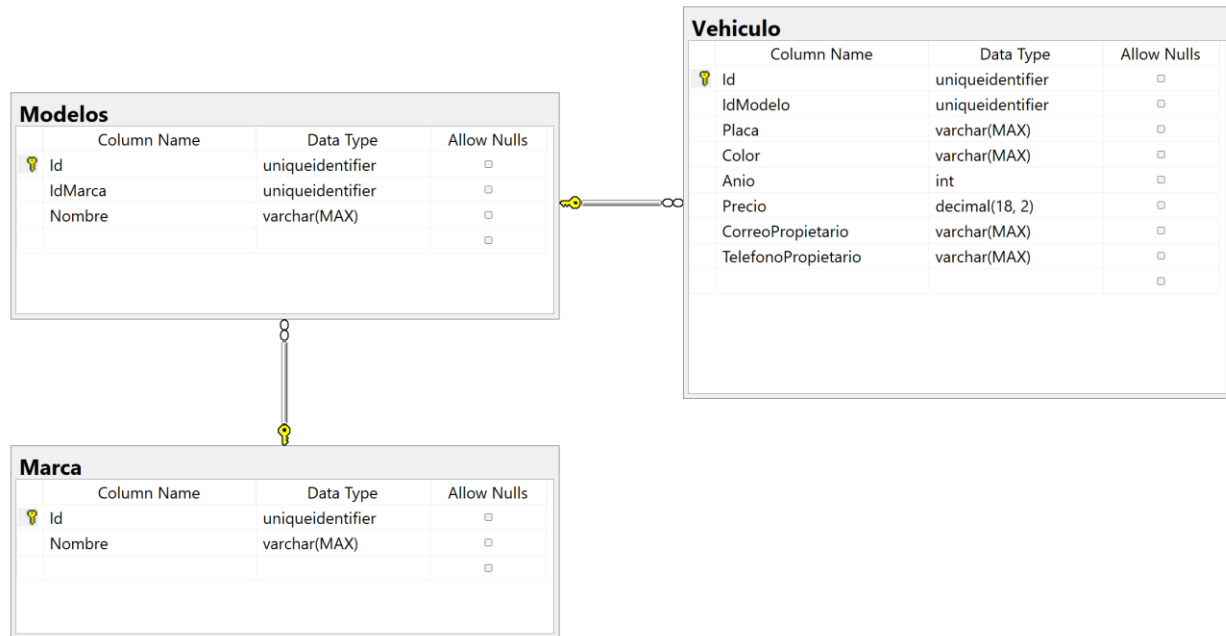 Modelos
Column Name Data Type Allow Nulls
Id uniqueidentifier
IdMarca uniqueidentifier
Nombre varchar(MAX)
Vehiculo
Column Name Data Type Allow Nulls
Id uniqueidentifier
IdModelo uniqueidentifier
Placa varchar(MAX)
Color varchar(MAX)
Anio int
Precio decimal(18, 2)
CorreoPropietario varchar(MAX)
TelefonoPropietario varchar(MAX)
Marca
Column Name Data Type Allow Nulls
Id uniqueidentifier
Nombre varchar(MAX)